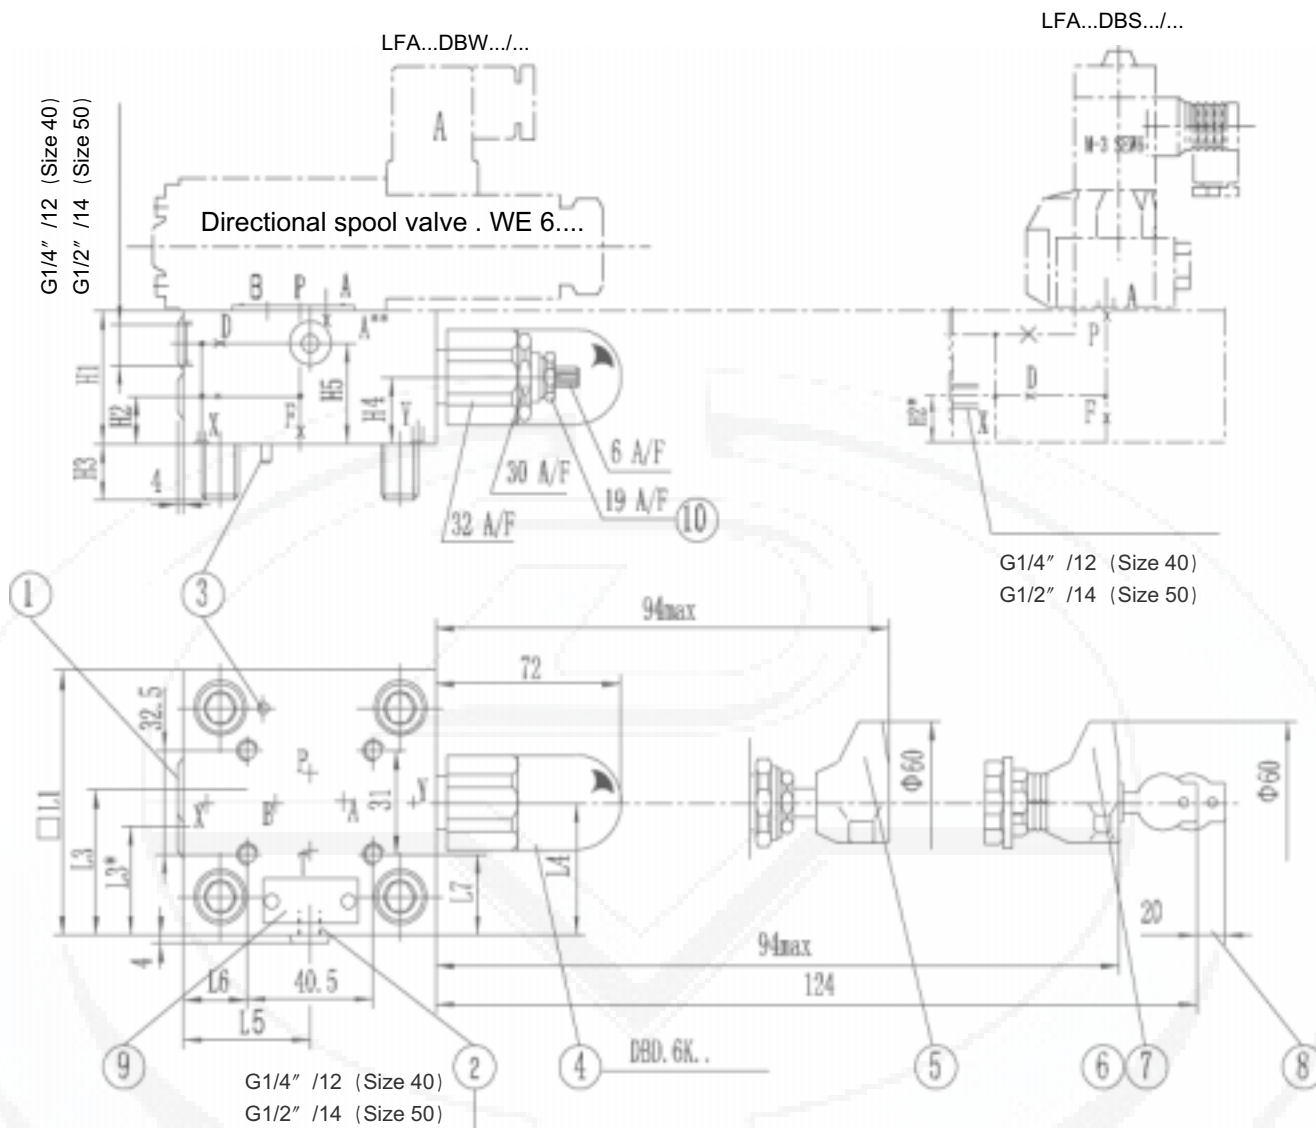 LFA...DBW.../...
LFA...DBS.../...
G1/4" /12 (Size 40)
G1/2" /14 (Size 50)
A
M-3 SEW6
Directional spool valve . WE 6....
B P A
A
D
A**
P
H1
H2
H5
H4
D
H2*
X
Y
X
H3
6 A/F
30 A/F
19 A/F
10
32 A/F
G1/4" /12 (Size 40)
G1/2" /14 (Size 50)
1
3
94max
72
32.5
P
Y
Φ60
Φ60
□L1
X
B
A
31
L3
L3*
T
L7
L4
20
4
94max
L6
40.5
124
L5
DBD.6K..
9
2
4
5
6
7
8
G1/4" /12 (Size 40)
G1/2" /14 (Size 50)